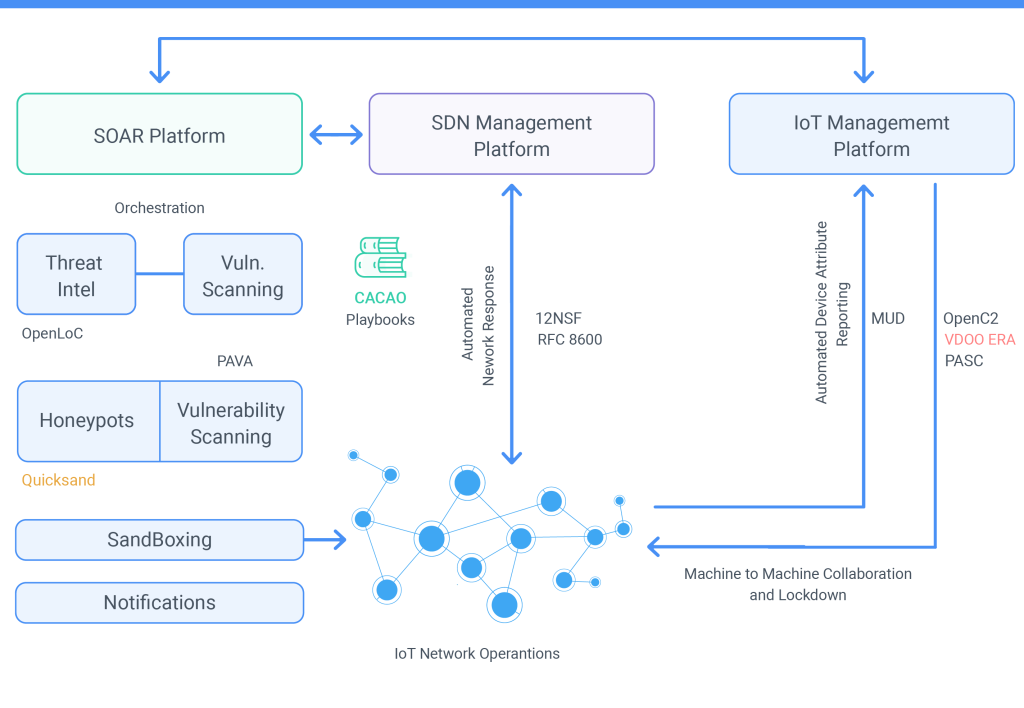 SOAR Platform
SDN Management
Platform
IoT Managememt
Platform
Orchestration
Threat
Intel
Vuln.
Scanning
OpenLoC
PAVA
Honeypots
Vulnerability
Scanning
Quicksand
SandBoxing
Notifications
CACAO
Playbooks
Automated
Nework Response
12NSF
RFC 8600
Automated Device Attribute
Reporting
MUD
OpenC2
VDOO ERA
PASC
Machine to Machine Collaboration
and Lockdown
IoT Network Operantions